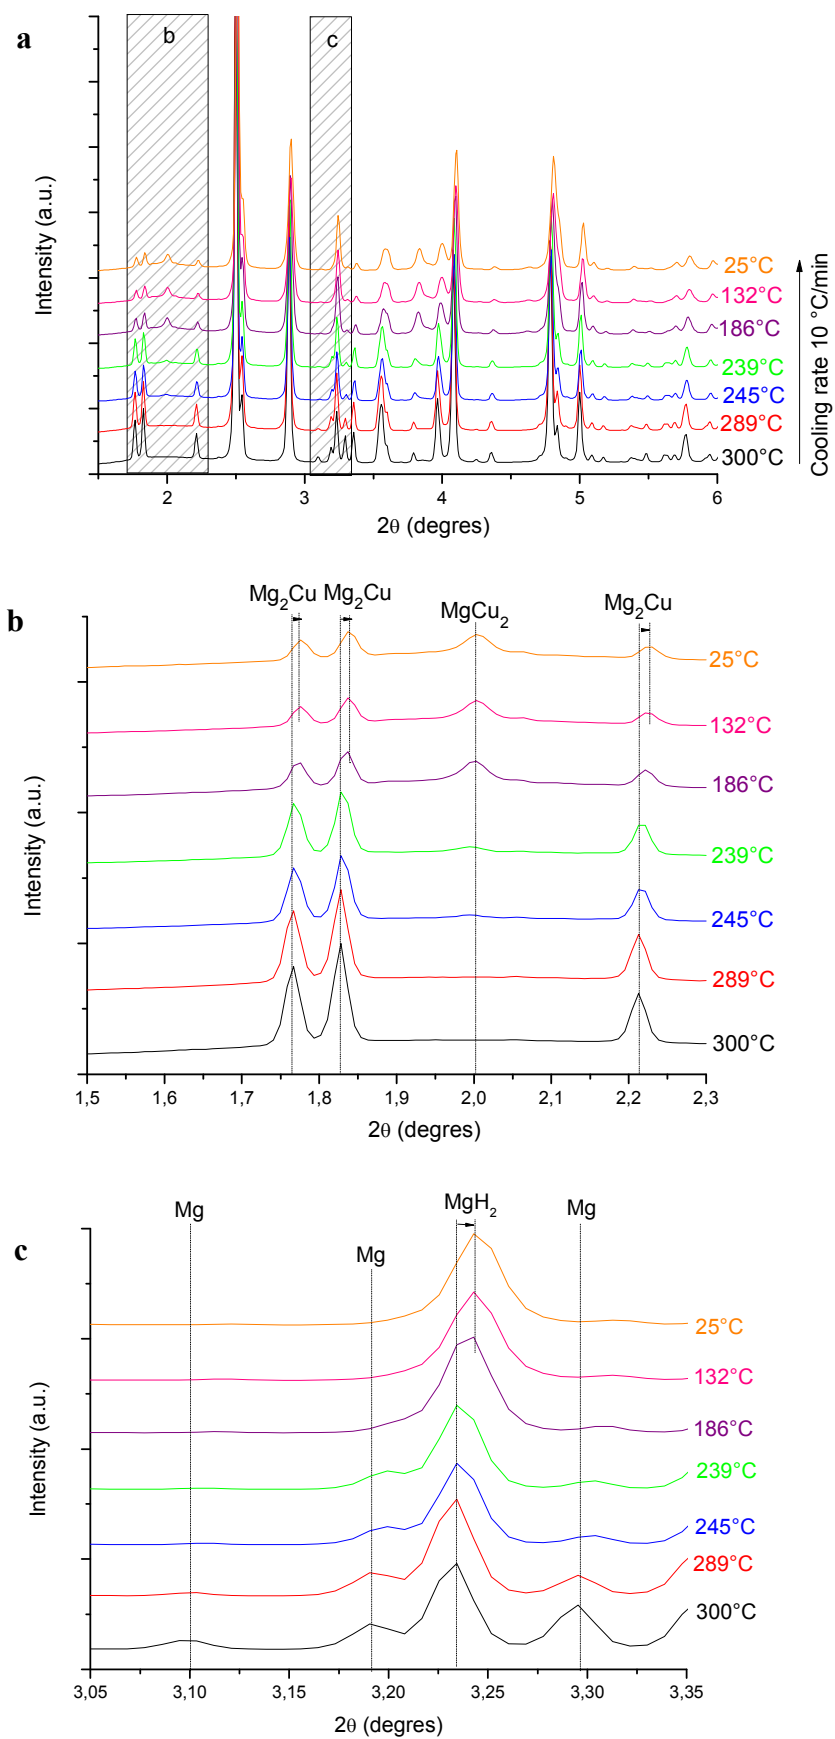 a
b
c
Intensity (a.u.)
25°C
132°C
186°C
239°C
245°C
289°C
300°C
Cooling rate 10 °C/min
2 3 4 5 6
2θ (degres)
b
Mg₂Cu Mg₂Cu MgCu₂ Mg₂Cu
Intensity (a.u.)
25°C
132°C
186°C
239°C
245°C
289°C
300°C
1,5 1,6 1,7 1,8 1,9 2,0 2,1 2,2 2,3
2θ (degres)
c
Mg Mg MgH₂ Mg
Intensity (a.u.)
25°C
132°C
186°C
239°C
245°C
289°C
300°C
3,05 3,10 3,15 3,20 3,25 3,30 3,35
2θ (degres)